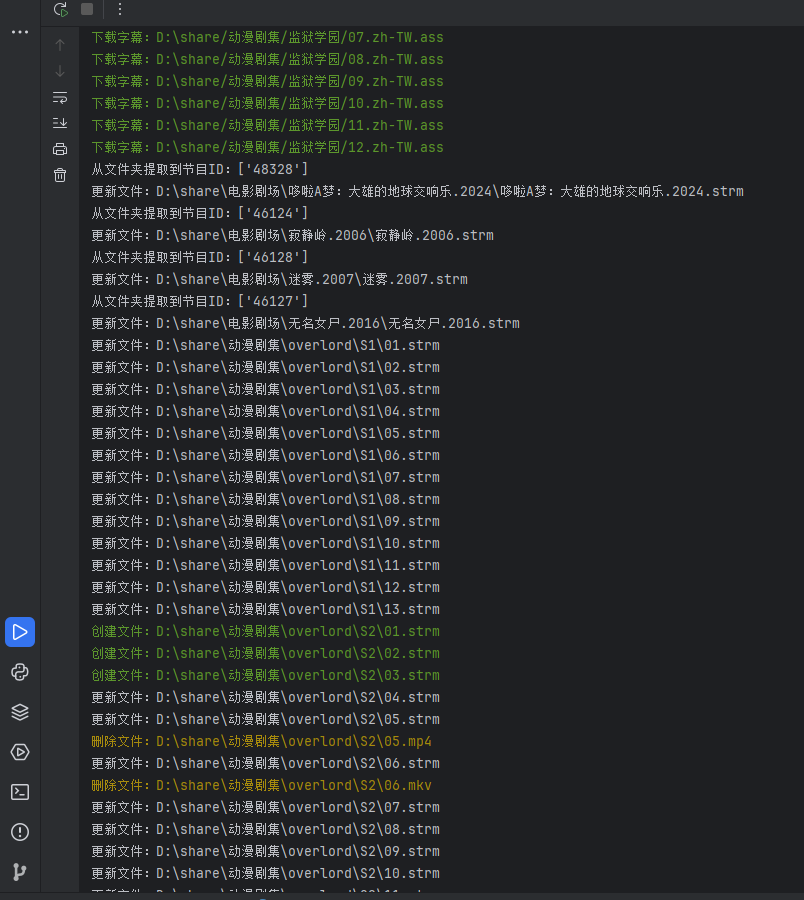 下载字幕: D:\share/动漫剧集/监狱学园/07.zh-TW.ass
下载字幕: D:\share/动漫剧集/监狱学园/08.zh-TW.ass
下载字幕: D:\share/动漫剧集/监狱学园/09.zh-TW.ass
下载字幕: D:\share/动漫剧集/监狱学园/10.zh-TW.ass
下载字幕: D:\share/动漫剧集/监狱学园/11.zh-TW.ass
下载字幕: D:\share/动漫剧集/监狱学园/12.zh-TW.ass
从文件夹提取到节目ID: ['48328']
更新文件: D:\share\电影剧场\哆啦A梦: 大雄的地球交响乐.2024\哆啦A梦: 大雄的地球交响乐.2024.strm
从文件夹提取到节目ID: ['46124']
更新文件: D:\share\电影剧场\寂静岭.2006\寂静岭.2006.strm
从文件夹提取到节目ID: ['46128']
更新文件: D:\share\电影剧场\迷雾.2007\迷雾.2007.strm
从文件夹提取到节目ID: ['46127']
更新文件: D:\share\电影剧场\无名女尸.2016\无名女尸.2016.strm
更新文件: D:\share\动漫剧集\overlord\S1\01.strm
更新文件: D:\share\动漫剧集\overlord\S1\02.strm
更新文件: D:\share\动漫剧集\overlord\S1\03.strm
更新文件: D:\share\动漫剧集\overlord\S1\04.strm
更新文件: D:\share\动漫剧集\overlord\S1\05.strm
更新文件: D:\share\动漫剧集\overlord\S1\06.strm
更新文件: D:\share\动漫剧集\overlord\S1\07.strm
更新文件: D:\share\动漫剧集\overlord\S1\08.strm
更新文件: D:\share\动漫剧集\overlord\S1\09.strm
更新文件: D:\share\动漫剧集\overlord\S1\10.strm
更新文件: D:\share\动漫剧集\overlord\S1\11.strm
更新文件: D:\share\动漫剧集\overlord\S1\12.strm
更新文件: D:\share\动漫剧集\overlord\S1\13.strm
创建文件: D:\share\动漫剧集\overlord\S2\01.strm
创建文件: D:\share\动漫剧集\overlord\S2\02.strm
创建文件: D:\share\动漫剧集\overlord\S2\03.strm
更新文件: D:\share\动漫剧集\overlord\S2\04.strm
更新文件: D:\share\动漫剧集\overlord\S2\05.strm
删除文件: D:\share\动漫剧集\overlord\S2\05.mp4
更新文件: D:\share\动漫剧集\overlord\S2\06.strm
删除文件: D:\share\动漫剧集\overlord\S2\06.mkv
更新文件: D:\share\动漫剧集\overlord\S2\07.strm
更新文件: D:\share\动漫剧集\overlord\S2\08.strm
更新文件: D:\share\动漫剧集\overlord\S2\09.strm
更新文件: D:\share\动漫剧集\overlord\S2\10.strm